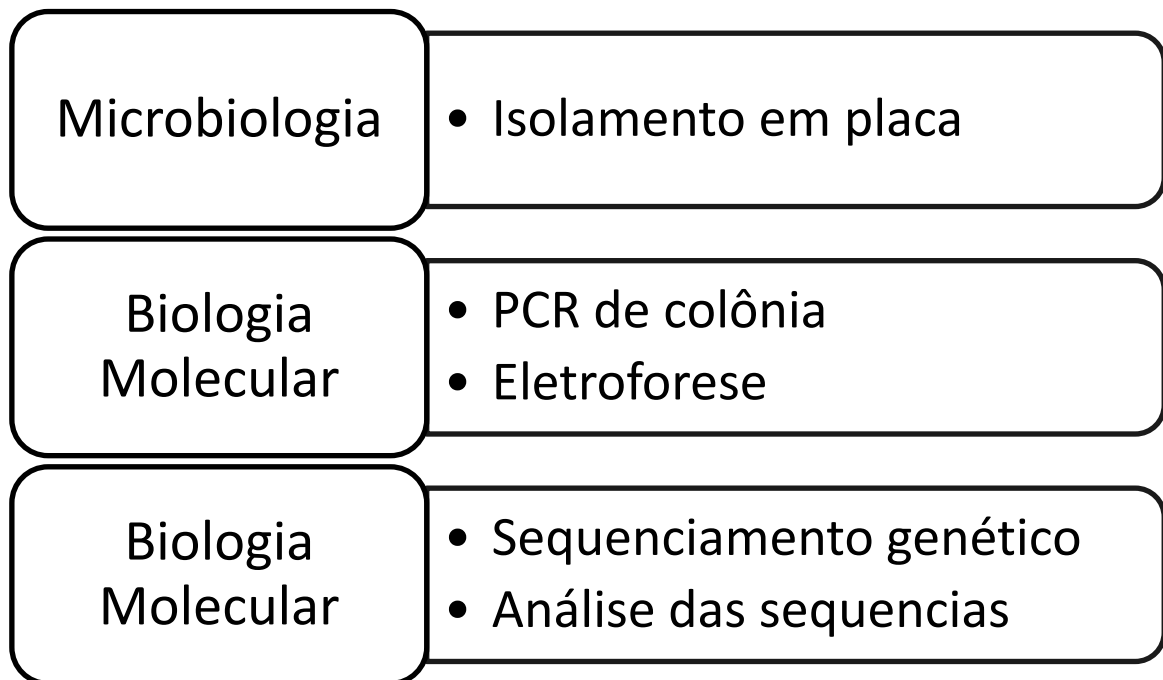 Microbiologia
• Isolamento em placa
Biologia
Molecular
• PCR de colônia
• Eletroforese
Biologia
Molecular
• Sequenciamento genético
• Análise das sequencias